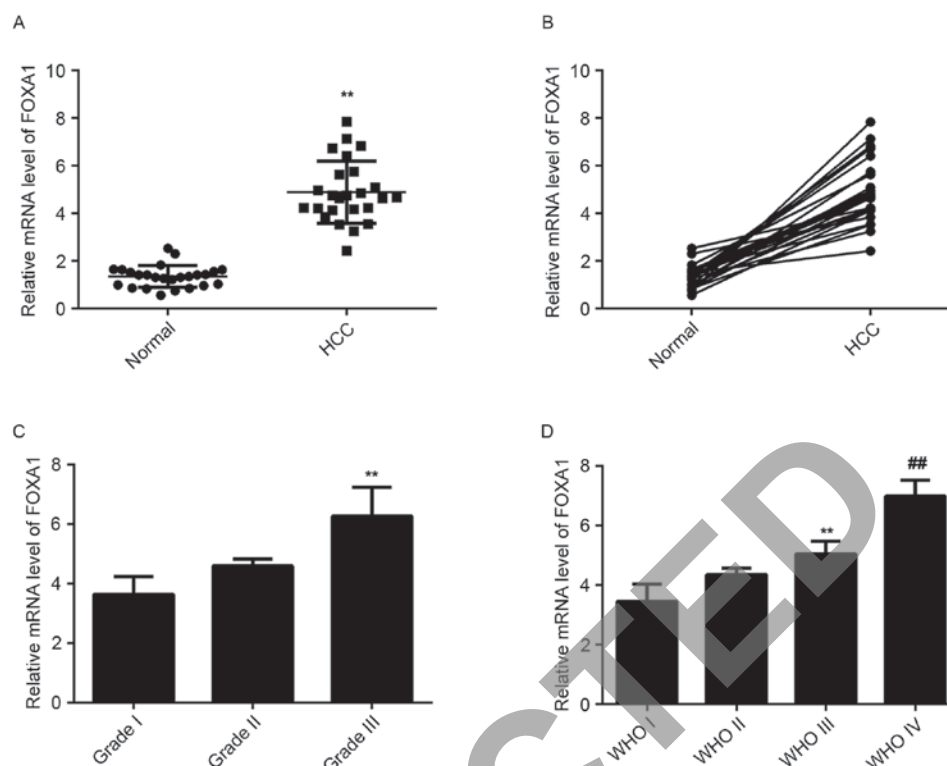 A
Relative mRNA level of FOXA1
10
8
6
4
2
0
**
Normal
HCC
B
Relative mRNA level of FOXA1
10
8
6
4
2
0
Normal
HCC
C
Relative mRNA level of FOXA1
8
6
4
2
0
**
Grade I
Grade II
Grade III
D
Relative mRNA level of FOXA1
8
6
4
2
0
**
##
WHO I
WHO II
WHO III
WHO IV
CTED